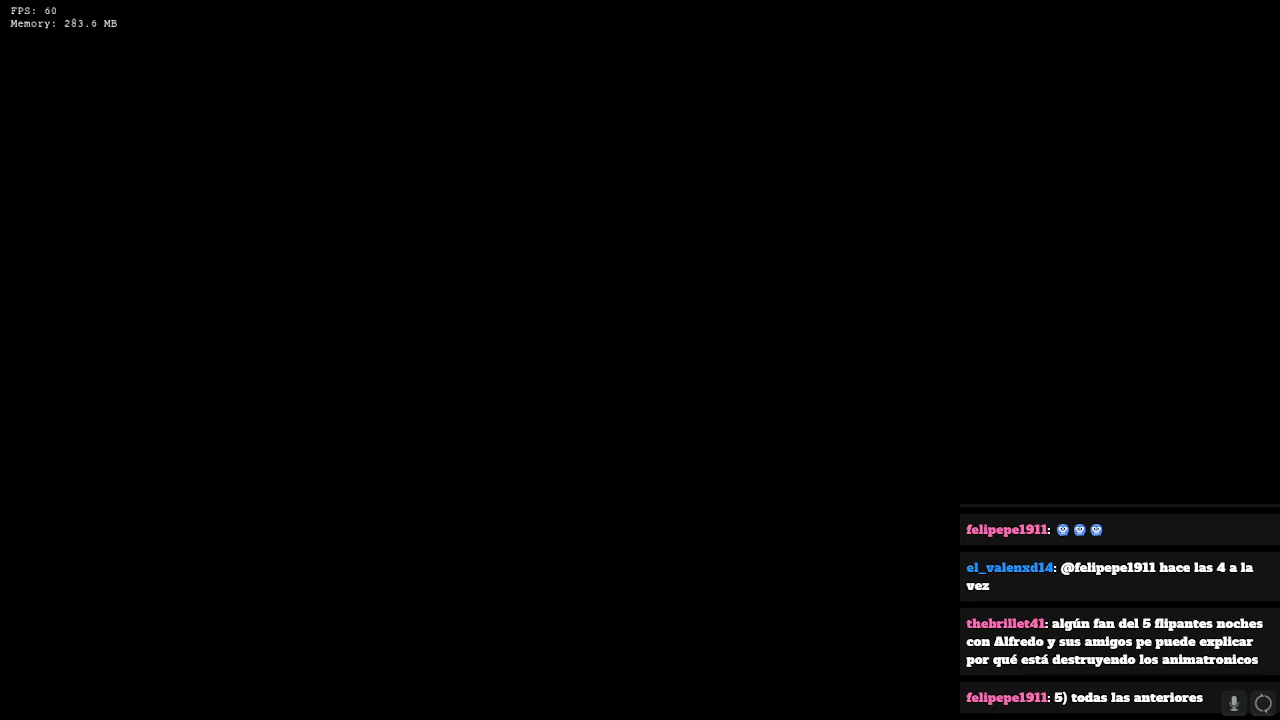 FPS: 60
Memory: 283.6 MB
felipepe1911:
el_valenxd14: @felipepe1911 hace las 4 a la
vez
thebrillet41: algún fan del 5 flipantes noches
con Alfredo y sus amigos pe puede explicar
por qué está destruyendo los animatronicos
felipepe1911: 5) todas las anteriores